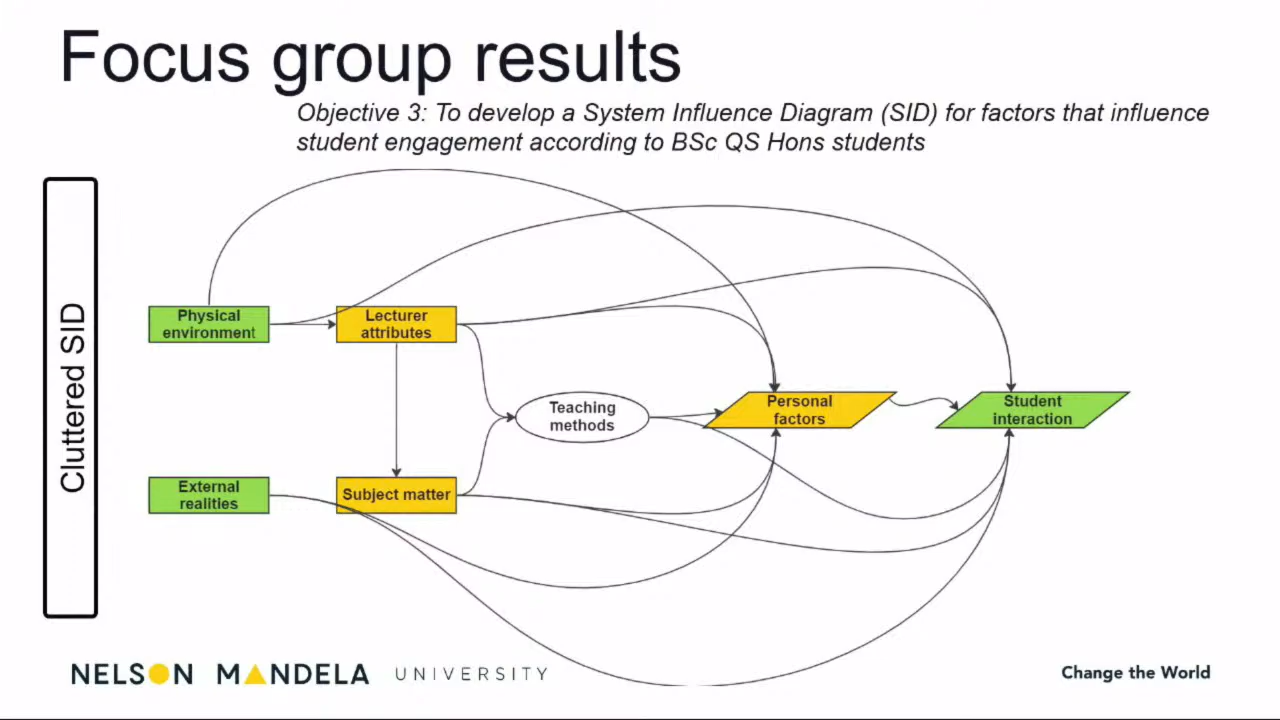 Focus group results
Objective 3: To develop a System Influence Diagram (SID) for factors that influence
student engagement according to BSc QS Hons students
Cluttered SID
Physical
environment
Lecturer
attributes
Teaching
methods
Personal
factors
Student
interaction
External
realities
Subject matter
NELSON MANDELA UNIVERSITY
Change the World